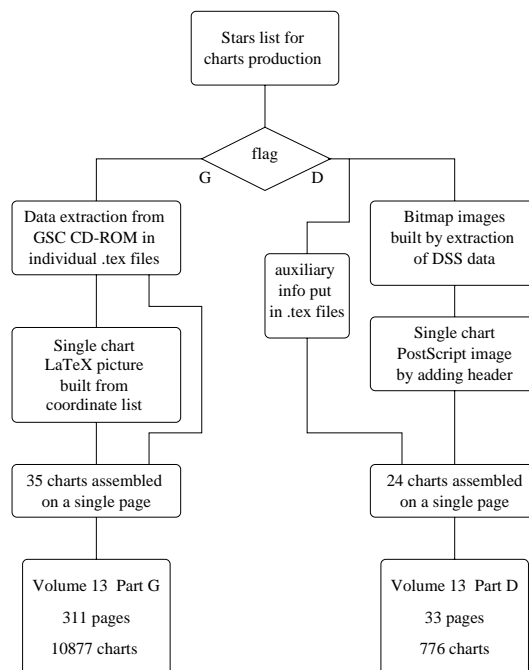 Stars list for
charts production
flag
G
D
Data extraction from
GSC CD-ROM in
individual .tex files
Single chart
LaTeX picture
built from
coordinate list
35 charts assembled
on a single page
Volume 13 Part G
311 pages
10877 charts
auxiliary
info put
in .tex files
Bitmap images
built by extraction
of DSS data
Single chart
PostScript image
by adding header
24 charts assembled
on a single page
Volume 13 Part D
33 pages
776 charts